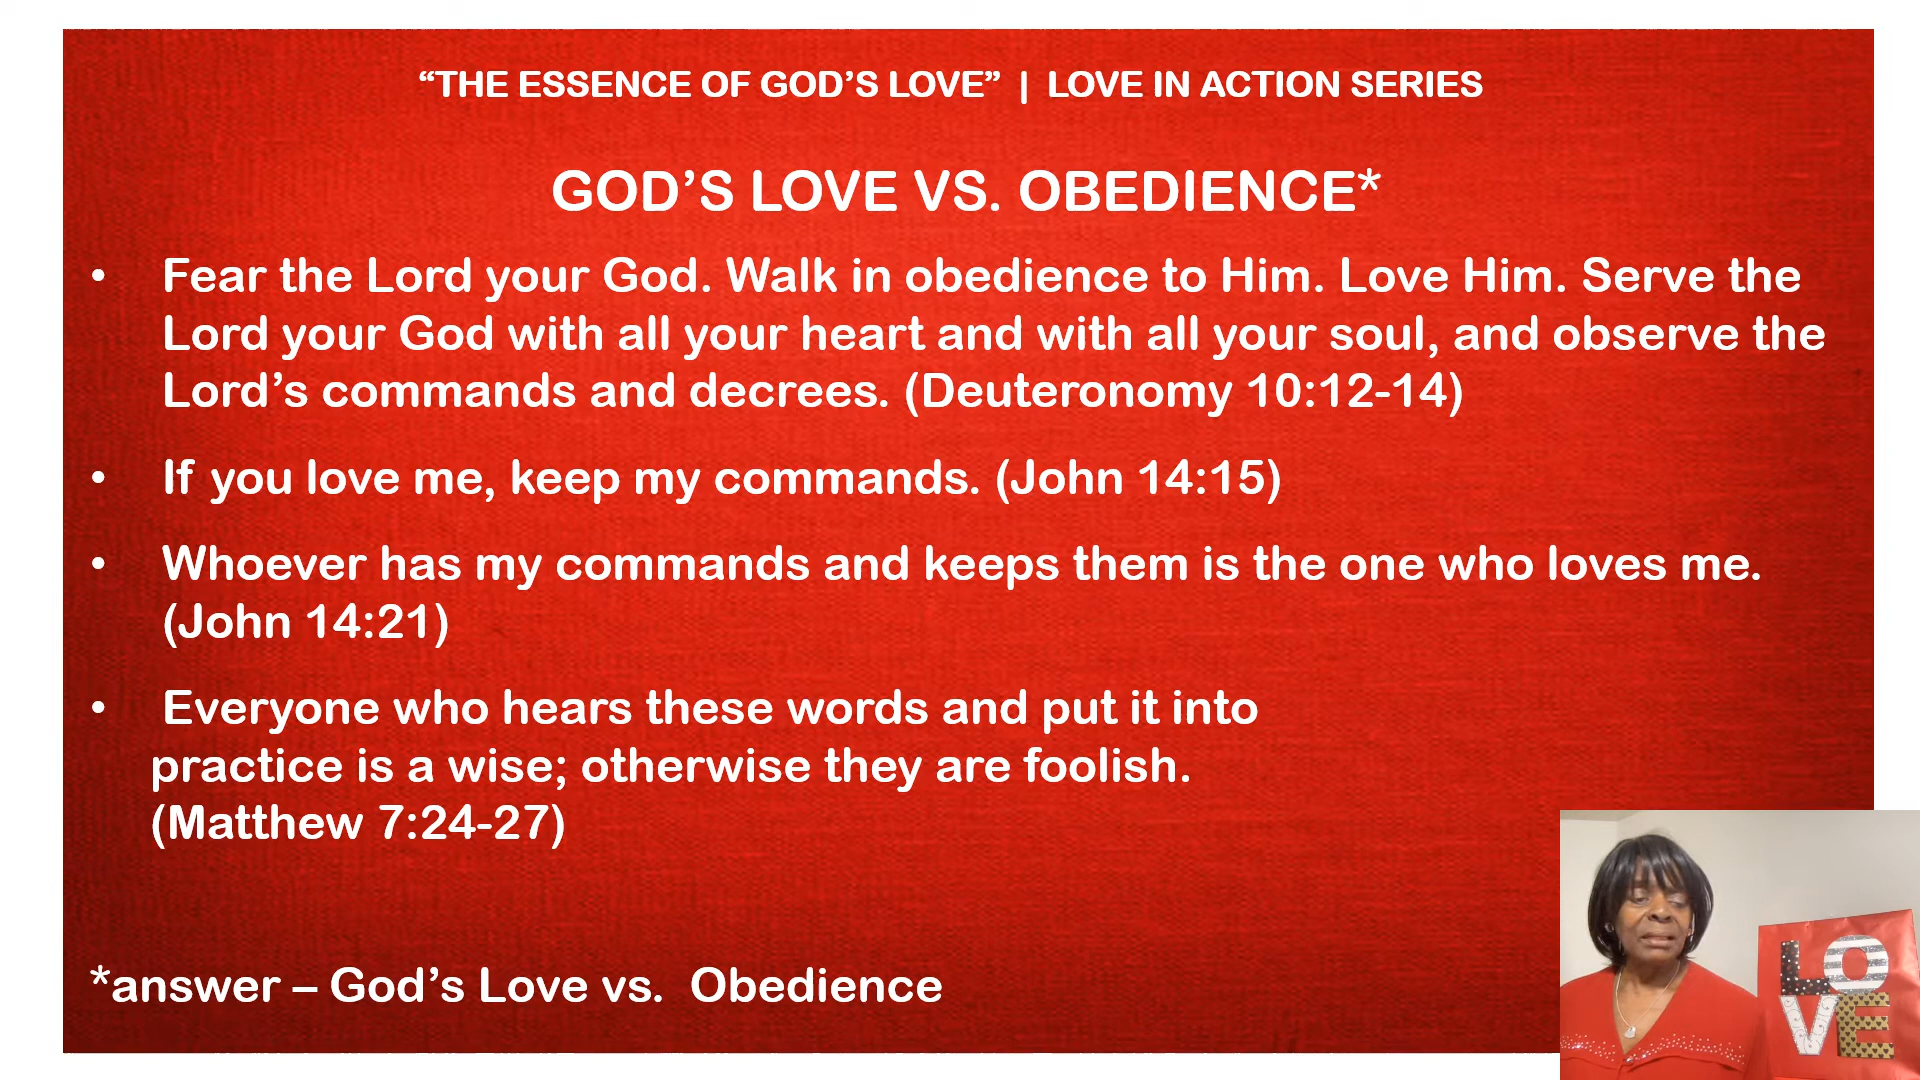 “THE ESSENCE OF GOD’S LOVE” | LOVE IN ACTION SERIES
GOD’S LOVE VS. OBEDIENCE*
• Fear the Lord your God. Walk in obedience to Him. Love Him. Serve the
Lord your God with all your heart and with all your soul, and observe the
Lord’s commands and decrees. (Deuteronomy 10:12-14)
• If you love me, keep my commands. (John 14:15)
• Whoever has my commands and keeps them is the one who loves me.
(John 14:21)
• Everyone who hears these words and put it into
practice is a wise; otherwise they are foolish.
(Matthew 7:24-27)
*answer – God’s Love vs. Obedience
LO
VE